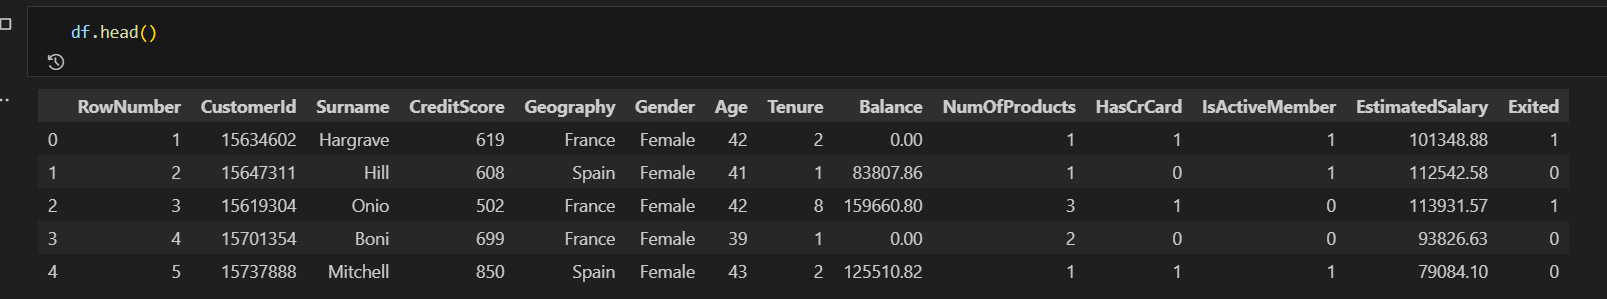 df.head()
RowNumber CustomerId Surname CreditScore Geography Gender Age Tenure Balance NumOfProducts HasCrCard IsActiveMember EstimatedSalary Exited
0 1 15634602 Hargrave 619 France Female 42 2 0.00 1 1 1 101348.88 1
1 2 15647311 Hill 608 Spain Female 41 1 83807.86 1 0 1 112542.58 0
2 3 15619304 Onio 502 France Female 42 8 159660.80 3 1 0 113931.57 1
3 4 15701354 Boni 699 France Female 39 1 0.00 2 0 0 93826.63 0
4 5 15737888 Mitchell 850 Spain Female 43 2 125510.82 1 1 1 79084.10 0